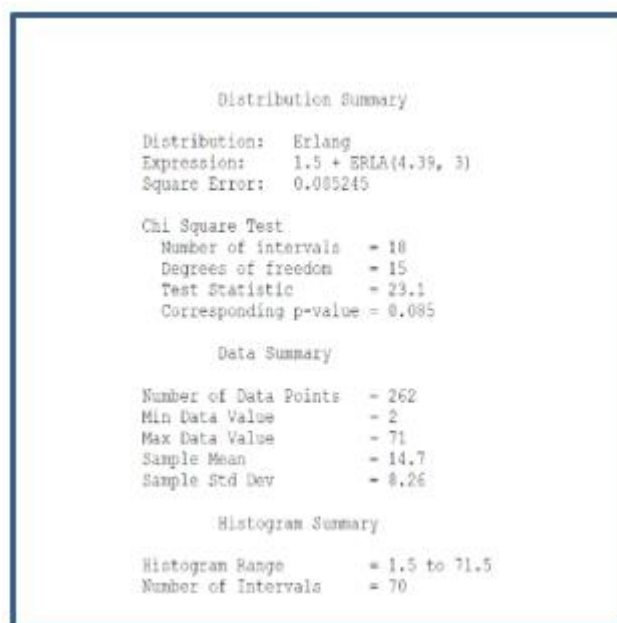 Distribution Summary
Distribution: Erlang
Expression: 1.5 + ERLA(4.39, 3)
Square Error: 0.005245
Chi Square Test
Number of intervals = 18
Degrees of freedom = 15
Test Statistic = 23.1
Corresponding p-value = 0.085
Data Summary
Number of Data Points = 262
Min Data Value = 2
Max Data Value = 71
Sample Mean = 14.7
Sample Std Dev = 8.26
Histogram Summary
Histogram Range = 1.5 to 71.5
Number of Intervals = 70